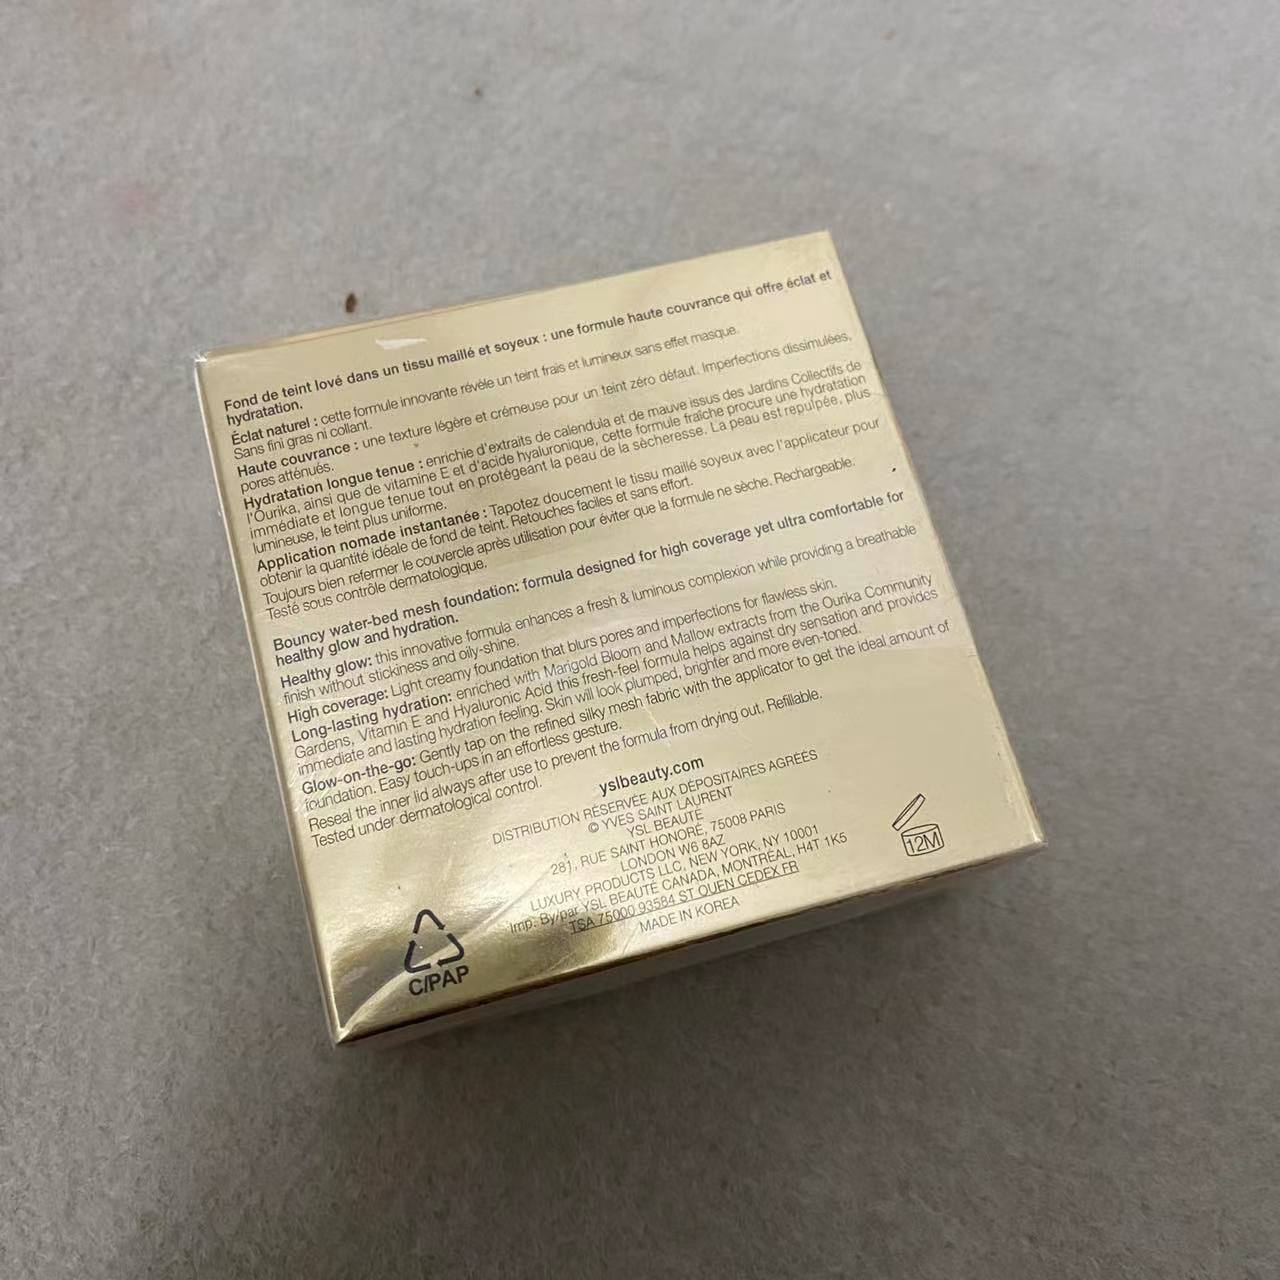 Fond de teint lové dans un tissu maillé et soyeux : une formule haute couvrance qui offre éclat et
hydratation.
Éclat naturel : cette formule innovante révèle un teint frais et lumineux sans effet masque.
Sans fini gras ni collant.
Haute couvrance : une texture légère et crémeuse pour un teint zéro défaut. Imperfections dissimulées,
pores atténués.
Hydratation longue tenue : enrichie d'extraits de calendula et de mauve issus des Jardins Collectifs de
l'Ourika, ainsi que de vitamine E et d'acide hyaluronique, cette formule fraîche procure une hydratation
immédiate et longue tenue tout en protégeant la peau de la sècheresse. La peau est repulpée, plus
lumineuse, le teint plus uniforme.
Application nomade instantanée : Tapotez doucement le tissu maillé soyeux avec l'applicateur pour
obtenir la quantité idéale de fond de teint. Retouches faciles et sans effort.
Toujours bien refermer le couvercle après utilisation pour éviter que la formule ne sèche. Rechargeable.
Testé sous contrôle dermatologique.
Bouncy water-bed mesh foundation: formula designed for high coverage yet ultra comfortable for
healthy glow and hydration.
Healthy glow: this innovative formula enhances a fresh & luminous complexion while providing a breathable
finish without stickiness and oily-shine.
High coverage: Light creamy foundation that blurs pores and imperfections for flawless skin.
Long-lasting hydration: enriched with Marigold Bloom and Mallow extracts from the Ourika Community
Gardens, Vitamin E and Hyaluronic Acid this fresh-feel formula helps against dry sensation and provides
immediate and lasting hydration feeling. Skin will look plumped, brighter and more even-toned.
Glow-on-the-go: Gently tap on the refined silky mesh fabric with the applicator to get the ideal amount of
foundation. Easy touch-ups in an effortless gesture.
Reseal the inner lid always after use to prevent the formula from drying out. Refillable.
Tested under dermatological control.
yslbeauty.com
DISTRIBUTION RÉSERVÉE AUX DÉPOSITAIRES AGRÉÉS
© YVES SAINT LAURENT
YSL BEAUTÉ
281, RUE SAINT HONORÉ, 75008 PARIS
LONDON W6 8AZ
LUXURY PRODUCTS LLC, NEW YORK, NY 10001
Imp. By/par YSL BEAUTÉ CANADA, MONTRÉAL, H4T 1K5
TSA 75000 93584 ST OUEN CEDEX FR
MADE IN KOREA
12M
C/PAP